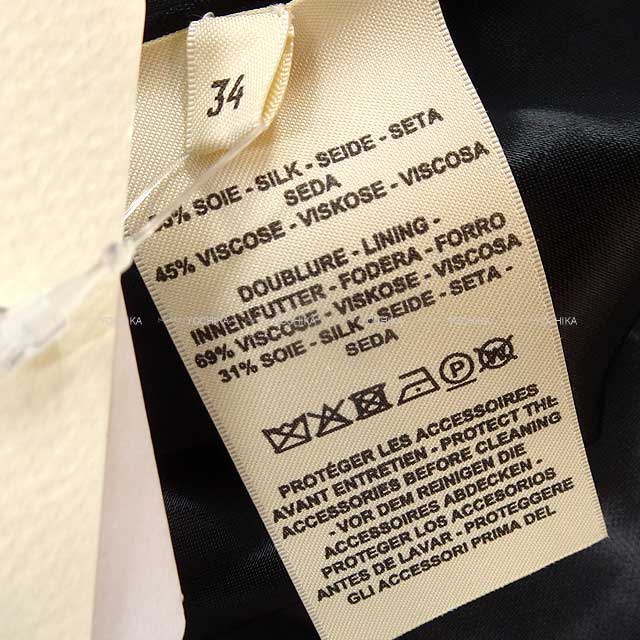 34
% SOIE - SILK - SEIDE - SETA
SEDA
45% VISCOSE - VISKOSE - VISCOSA
DOUBLURE - LINING -
INNENFUTTER - FODERA - FORRO
69% VISCOSE - VISKOSE - VISCOSA
31% SOIE - SILK - SEIDE - SETA -
SEDA
P
PROTÉGER LES ACCESSOIRES
AVANT ENTRETIEN - PROTECT THE
ACCESSORIES BEFORE CLEANING
- VOR DEM REINIGEN DIE
ACCESSOIRES ABDECKEN -
PROTEGER LOS ACCESORIOS
ANTES DE LAVAR - PROTEGGERE
GLI ACCESSORI PRIMA DEL